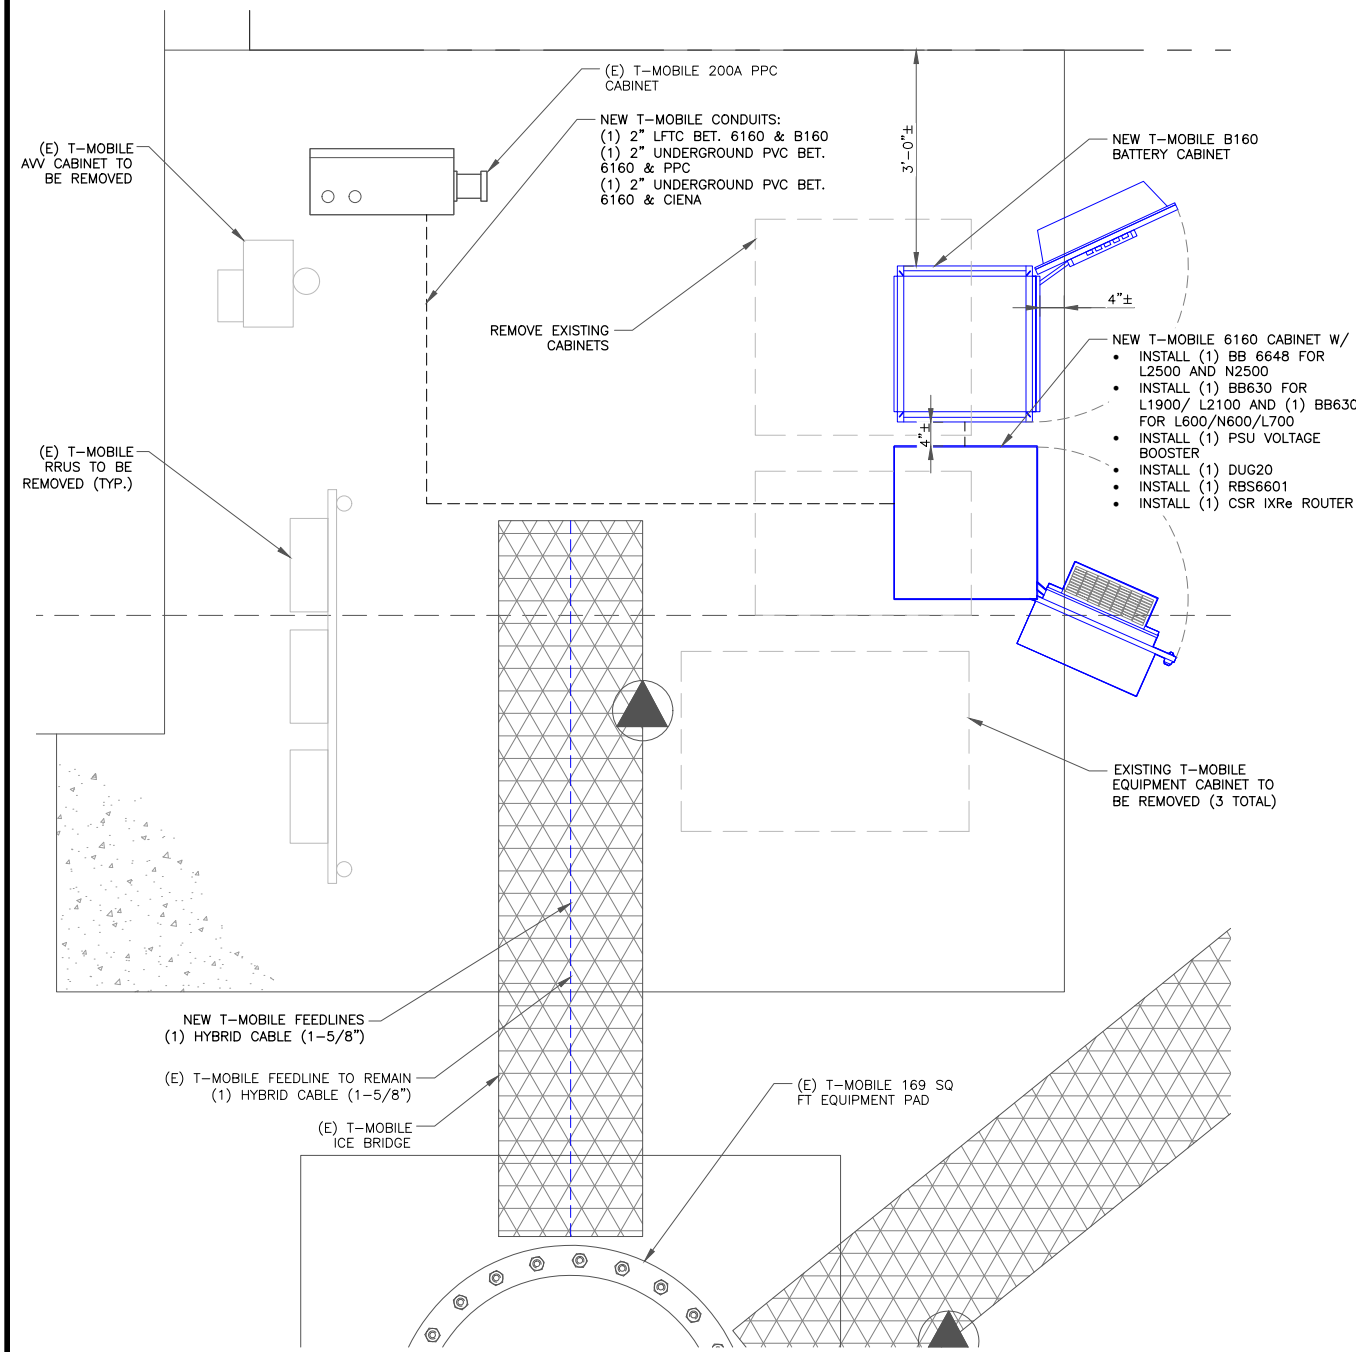 (E) T-MOBILE 200A PPC
CABINET
NEW T-MOBILE CONDUITS:
(1) 2" LFTC BET. 6160 & B160
(1) 2" UNDERGROUND PVC BET.
6160 & PPC
(1) 2" UNDERGROUND PVC BET.
6160 & CIENA
(E) T-MOBILE
AVV CABINET TO
BE REMOVED
3'-0"±
NEW T-MOBILE B160
BATTERY CABINET
4"±
REMOVE EXISTING
CABINETS
NEW T-MOBILE 6160 CABINET W/
• INSTALL (1) BB 6648 FOR
L2500 AND N2500
• INSTALL (1) BB630 FOR
L1900/ L2100 AND (1) BB630
FOR L600/N600/L700
• INSTALL (1) PSU VOLTAGE
BOOSTER
• INSTALL (1) DUG20
• INSTALL (1) RBS6601
• INSTALL (1) CSR IXRe ROUTER
4"±
(E) T-MOBILE
RRUS TO BE
REMOVED (TYP.)
EXISTING T-MOBILE
EQUIPMENT CABINET TO
BE REMOVED (3 TOTAL)
NEW T-MOBILE FEEDLINES
(1) HYBRID CABLE (1-5/8")
(E) T-MOBILE FEEDLINE TO REMAIN
(1) HYBRID CABLE (1-5/8")
(E) T-MOBILE
ICE BRIDGE
(E) T-MOBILE 169 SQ
FT EQUIPMENT PAD